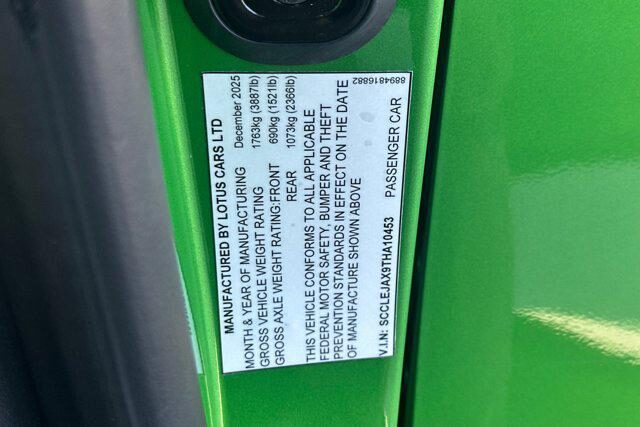 MANUFACTURED BY LOTUS CARS LTD
MONTH & YEAR OF MANUFACTURING December 2025
GROSS VEHICLE WEIGHT RATING 1763kg (3887lb)
GROSS AXLE WEIGHT RATING:FRONT 690kg (1521lb)
REAR 1073kg (2366lb)
THIS VEHICLE CONFORMS TO ALL APPLICABLE
FEDERAL MOTOR SAFETY, BUMPER AND THEFT
PREVENTION STANDARDS IN EFFECT ON THE DATE
OF MANUFACTURE SHOWN ABOVE
8894816882
V.I.N: SCCLEJAX9THA10453 PASSENGER CAR